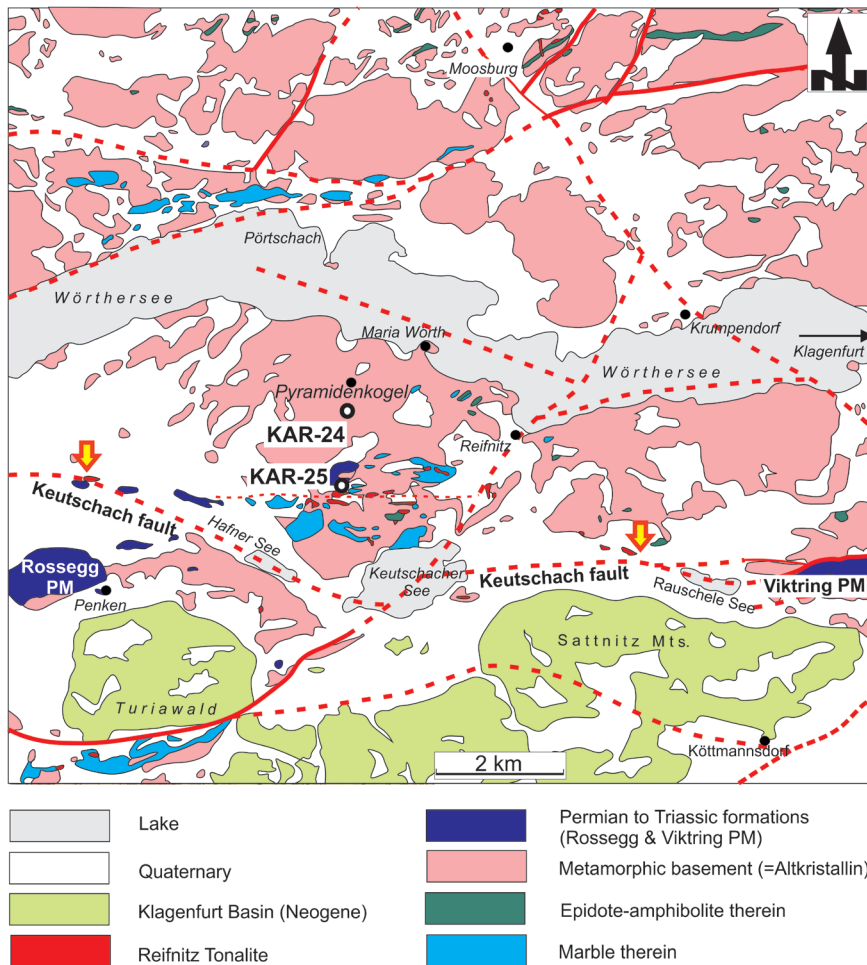 Moosburg
N
Pörtschach
Wörthersee
Maria Wörth
Krumpendorf
Klagenfurt
Wörthersee
Pyramidenkogel
KAR-24
Reifnitz
KAR-25
Keutschach fault
Hafner See
Rossegg
PM
Penken
Keutschacher
See
Keutschach fault
Rauschele See
Viktring PM
Sattnitz Mts.
Turiawald
Köttmannsdorf
2 km
Lake
Quaternary
Klagenfurt Basin (Neogene)
Reifnitz Tonalite
Permian to Triassic formations
(Rossegg & Viktring PM)
Metamorphic basement (=Altkristallin)
Epidote-amphibolite therein
Marble therein